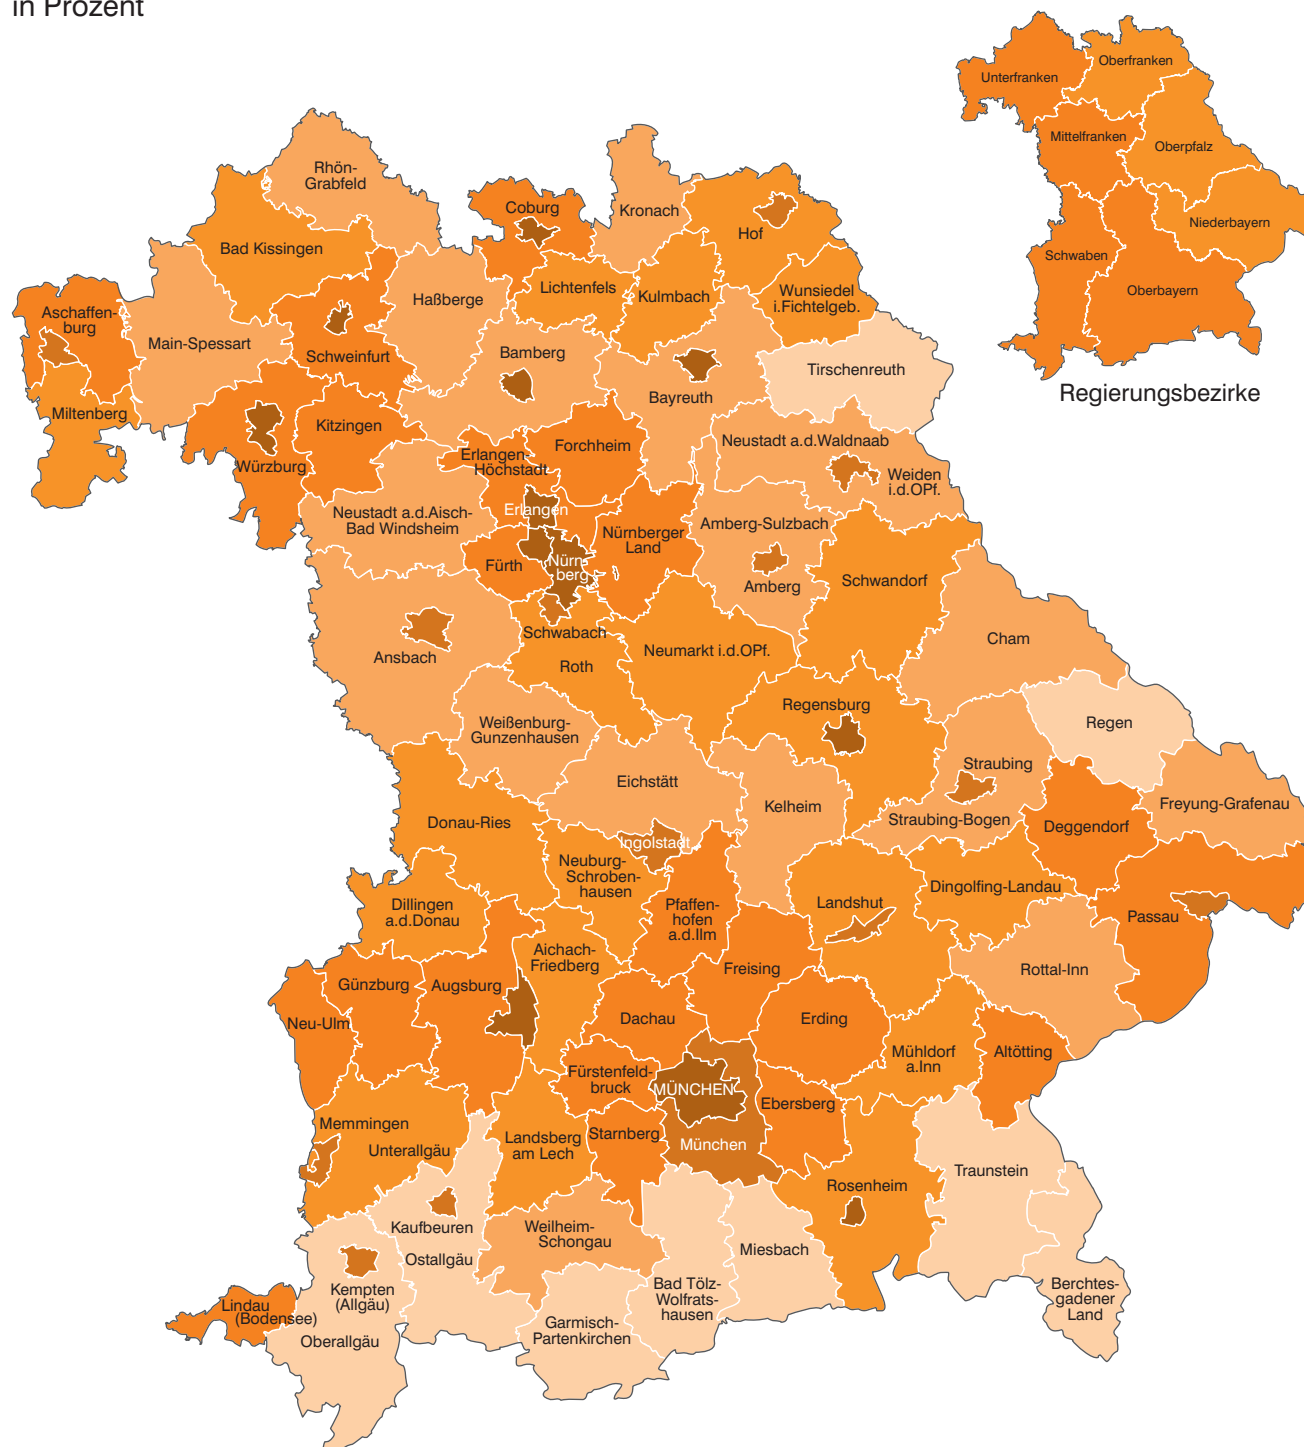 in Prozent
Unterfranken
Oberfranken
Mittelfranken
Oberpfalz
Niederbayern
Schwaben
Oberbayern
Regierungsbezirke
Rhön-
Grabfeld
Coburg
Kronach
Hof
Bad Kissingen
Lichtenfels
Kulmbach
Wunsiedel
i.Fichtelgeb.
Haßberge
Aschaffen-
burg
Main-Spessart
Schweinfurt
Bamberg
Bayreuth
Tirschenreuth
Miltenberg
Kitzingen
Würzburg
Erlangen-
Höchstadt
Forchheim
Neustadt a.d.Waldnaab
Weiden
i.d.OPf.
Neustadt a.d.Aisch-
Bad Windsheim
Erlangen
Nürnberger
Land
Amberg-Sulzbach
Fürth
Nürn-
berg
Amberg
Schwandorf
Schwabach
Ansbach
Roth
Neumarkt i.d.OPf.
Cham
Weißenburg-
Gunzenhausen
Regensburg
Regen
Eichstätt
Straubing
Kelheim
Straubing-Bogen
Freyung-Grafenau
Deggendorf
Donau-Ries
Ingolstadt
Neuburg-
Schroben-
hausen
Dingolfing-Landau
Dillingen
a.d.Donau
Pfaffen-
hofen
a.d.Ilm
Landshut
Passau
Aichach-
Friedberg
Freising
Rottal-Inn
Günzburg
Augsburg
Neu-Ulm
Dachau
Erding
Mühldorf
a.Inn
Altötting
Fürstenfeld-
bruck
MÜNCHEN
Ebersberg
Memmingen
Unterallgäu
Landsberg
am Lech
Starnberg
München
Traunstein
Rosenheim
Kaufbeuren
Ostallgäu
Weilheim-
Schongau
Miesbach
Kempten
(Allgäu)
Bad Tölz-
Wolfrats-
hausen
Berchtes-
gadener
Land
Lindau
(Bodensee)
Oberallgäu
Garmisch-
Partenkirchen